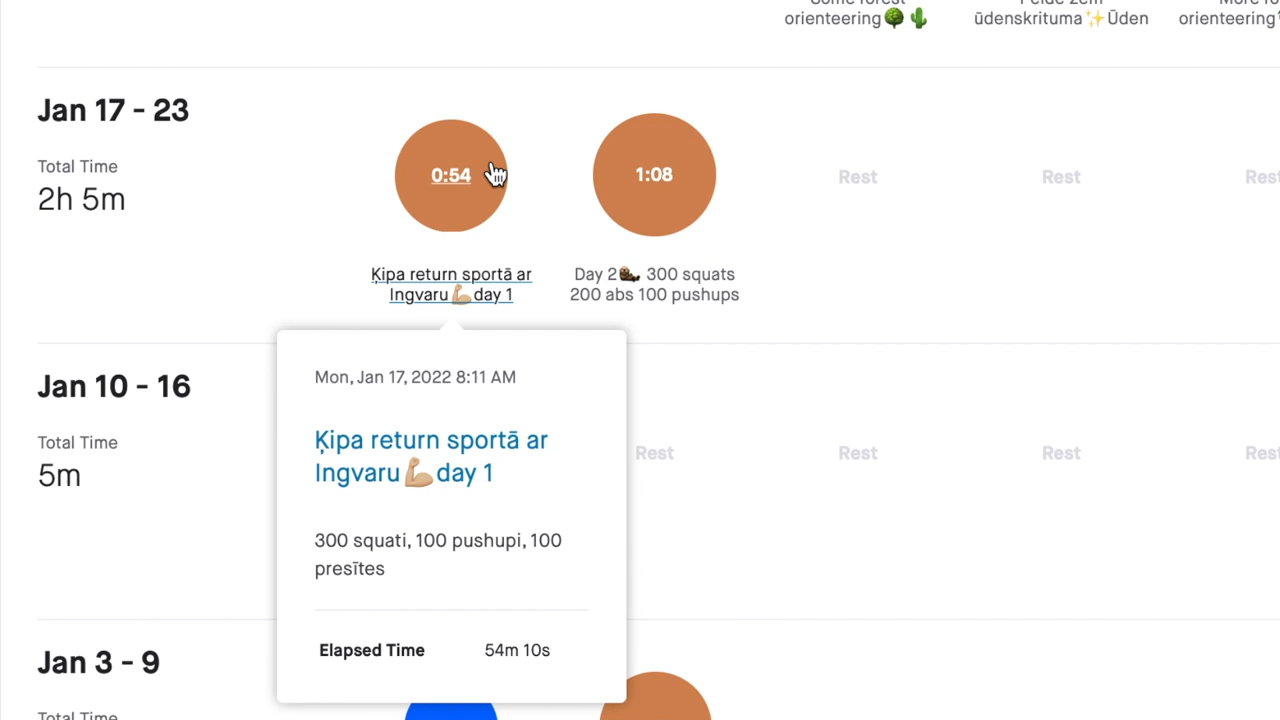 orienteering🌳🌵
ūdenskrituma✨Ūden
orienteering
Jan 17 - 23
Total Time
2h 5m
0:54
1:08
Rest
Rest
Rest
Ķipa return sportā ar
Ingvaru💪🏼day 1
Day 2🥾 300 squats
200 abs 100 pushups
Jan 10 - 16
Total Time
5m
Rest
Rest
Rest
Rest
Mon, Jan 17, 2022 8:11 AM
Ķipa return sportā ar
Ingvaru💪🏼day 1
300 squati, 100 pushupi, 100
presītes
Elapsed Time 54m 10s
Jan 3 - 9
Total Time